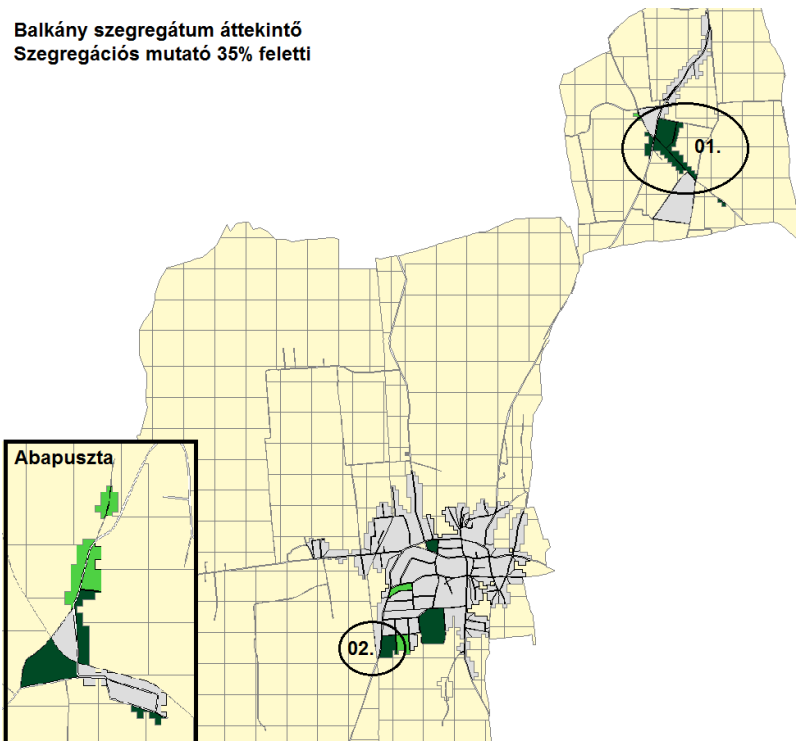 Balkány szegregátum áttekintő
Szegregációs mutató 35% feletti
01.
Abapuszta
02.